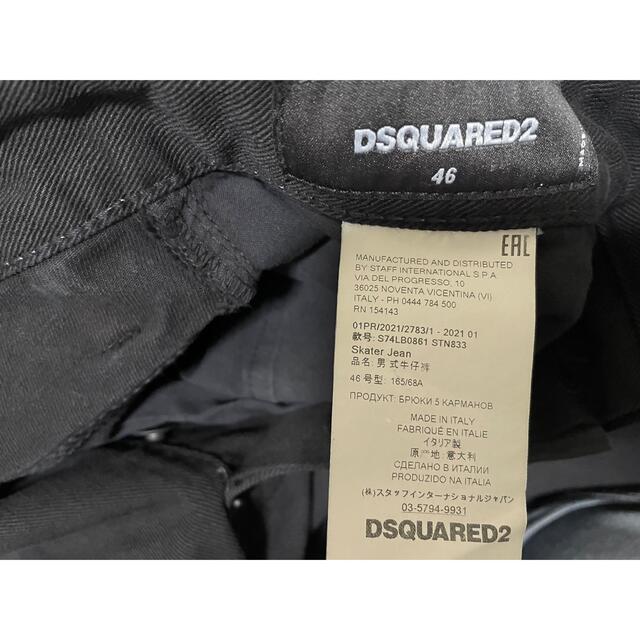 DSQUARED2
46
MADE
EAC
MANUFACTURED AND DISTRIBUTED
BY STAFF INTERNATIONAL S.P.A
VIA DEL PROGRESSO, 10
36025 NOVENTA VICENTINA (VI)
ITALY - PH 0444 784 500
RN 154143
01PR/2021/2783/1 - 2021 01
款号: S74LB0861 STN833
Skater Jean
品名: 男式牛仔裤
46 号型: 165/68A
ПРОДУКТ: БРЮКИ 5 КАРМАНОВ
MADE IN ITALY
FABRIQUÉ EN ITALIE
イタリア製
原产地: 意大利
СДЕЛАНО В ИТАЛИИ
PRODUZIDO NA ITALIA
(株)スタッフインターナショナルジャパン
03-5794-9931
DSQUARED2